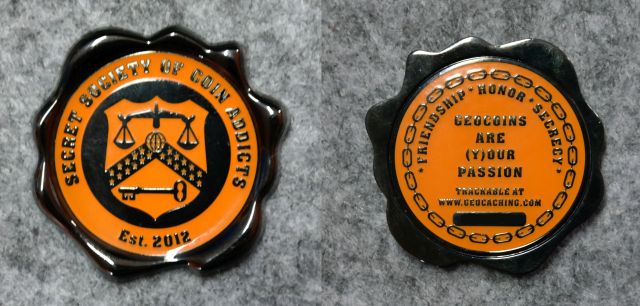 SECRET SOCIETY OF COIN ADDICTS
Est. 2012
*FRIENDSHIP * HONOR * SECRECY*
GEOCOINS
ARE
(Y)OUR
PASSION
TRACKABLE AT
WWW.GEOCACHING.COM